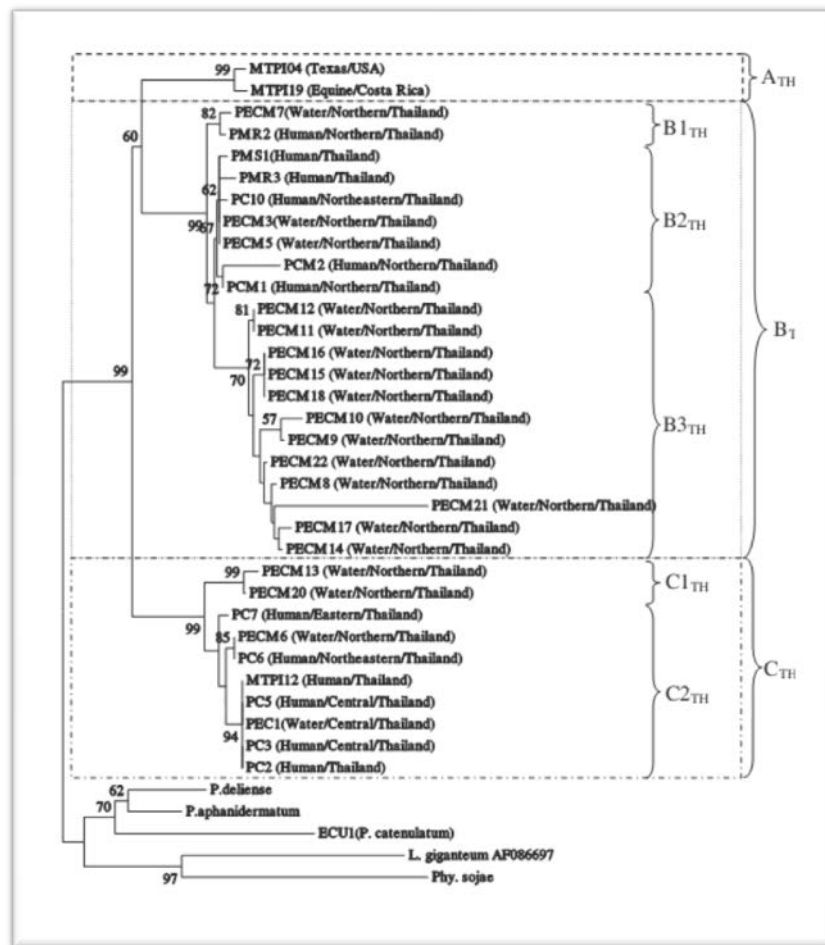 99 MTPI04 (Texas/USA)
MTPI19 (Equine/Costa Rica)
A TH
82 PECM7(Water/Northern/Thailand)
60 PMR2 (Human/Northern/Thailand)
B1TH
PMS1(Human/Thailand)
PMR3 (Human/Thailand)
62 PC10 (Human/Northeastern/Thailand)
99 67 PECM3(Water/Northern/Thailand)
B2TH
PECM5 (Water/Northern/Thailand)
PCM2 (Human/Northern/Thailand)
72 PCM1 (Human/Northern/Thailand)
81 PECM12 (Water/Northern/Thailand)
PECM11 (Water/Northern/Thailand)
BT
72 PECM16 (Water/Northern/Thailand)
99 70 PECM15 (Water/Northern/Thailand)
PECM18 (Water/Northern/Thailand)
57 PECM10 (Water/Northern/Thailand)
B3TH
PECM9 (Water/Northern/Thailand)
PECM22 (Water/Northern/Thailand)
PECM8 (Water/Northern/Thailand)
PECM21 (Water/Northern/Thailand)
PECM17 (Water/Northern/Thailand)
PECM14 (Water/Northern/Thailand)
99 PECM13 (Water/Northern/Thailand)
C1TH
PECM20 (Water/Northern/Thailand)
99 PC7 (Human/Eastern/Thailand)
85 PECM6 (Water/Northern/Thailand)
PC6 (Human/Northeastern/Thailand)
MTPI12 (Human/Thailand)
CTH
PC5 (Human/Central/Thailand)
C2TH
94 PEC1(Water/Central/Thailand)
PC3 (Human/Central/Thailand)
PC2 (Human/Thailand)
62 P.deliense
70 P.aphanidermatum
ECU1(P. catenulatum)
L. giganteum AF086697
97 Phy. sojae